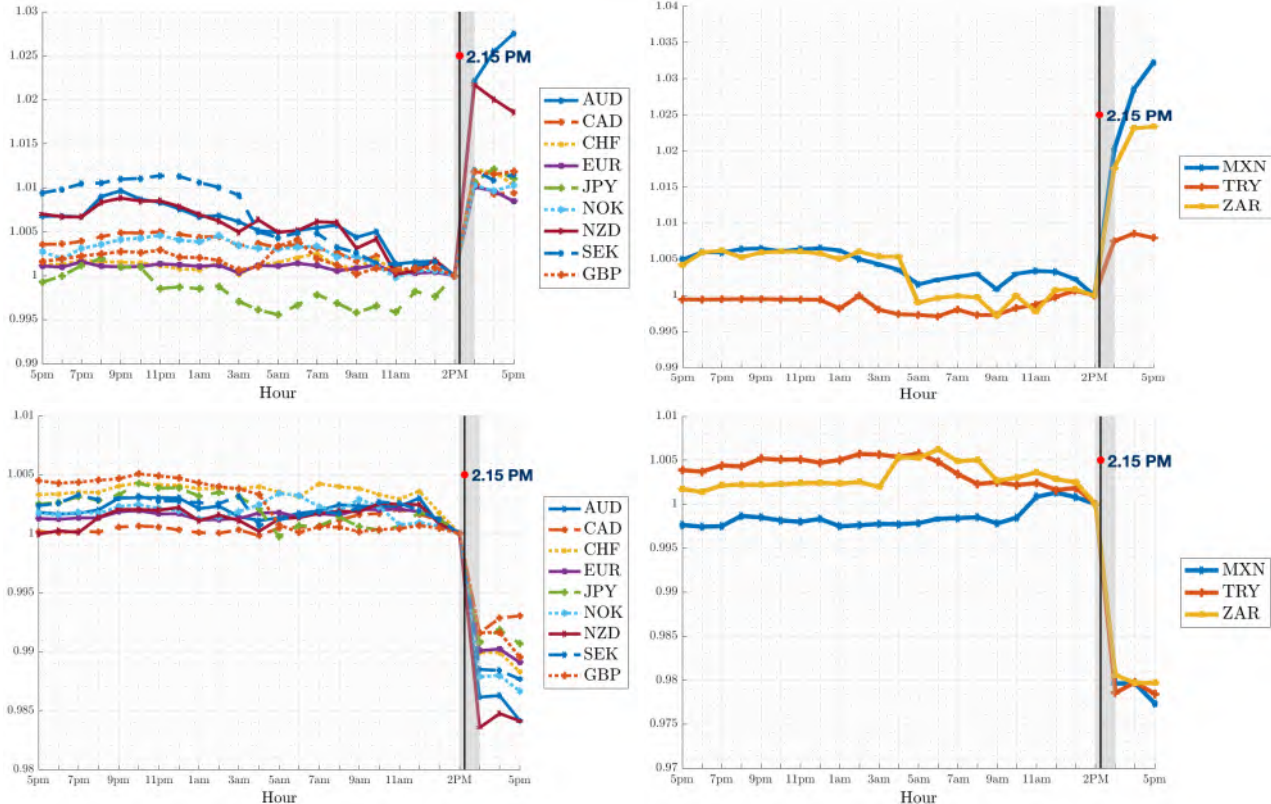 1.03
1.025
1.02
1.015
1.01
1.005
1
0.995
0.99
5pm 7pm 9pm 11pm 1am 3am 5am 7am 9am 11am 2PM 5pm
Hour
2.15 PM
AUD
CAD
CHF
EUR
JPY
NOK
NZD
SEK
GBP
1.04
1.035
1.03
1.025
1.02
1.015
1.01
1.005
1
0.995
0.99
5pm 7pm 9pm 11pm 1am 3am 5am 7am 9am 11am 2PM 5pm
Hour
2.15 PM
MXN
TRY
ZAR
1.01
1.005
1
0.995
0.99
0.985
0.98
5pm 7pm 9pm 11pm 1am 3am 5am 7am 9am 11am 2PM 5pm
Hour
2.15 PM
AUD
CAD
CHF
EUR
JPY
NOK
NZD
SEK
GBP
1.01
1.005
1
0.995
0.99
0.985
0.98
0.975
0.97
5pm 7pm 9pm 11pm 1am 3am 5am 7am 9am 11am 2PM 5pm
Hour
2.15 PM
MXN
TRY
ZAR